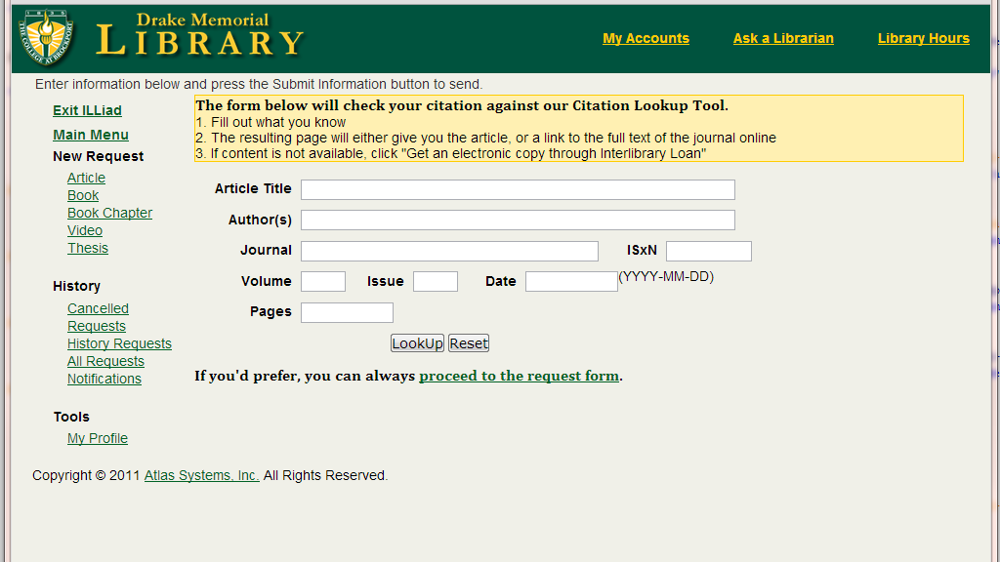 THE COLLEGE AT BROCKPORT
Drake Memorial
LIBRARY
My Accounts Ask a Librarian Library Hours
Enter information below and press the Submit Information button to send.
Exit ILLiad
Main Menu
New Request
Article
Book
Book Chapter
Video
Thesis
History
Cancelled
Requests
History Requests
All Requests
Notifications
Tools
My Profile
The form below will check your citation against our Citation Lookup Tool.
1. Fill out what you know
2. The resulting page will either give you the article, or a link to the full text of the journal online
3. If content is not available, click "Get an electronic copy through Interlibrary Loan"
Article Title
Author(s)
Journal ISxN
Volume Issue Date (YYYY-MM-DD)
Pages
LookUp Reset
If you'd prefer, you can always proceed to the request form.
Copyright © 2011 Atlas Systems, Inc. All Rights Reserved.